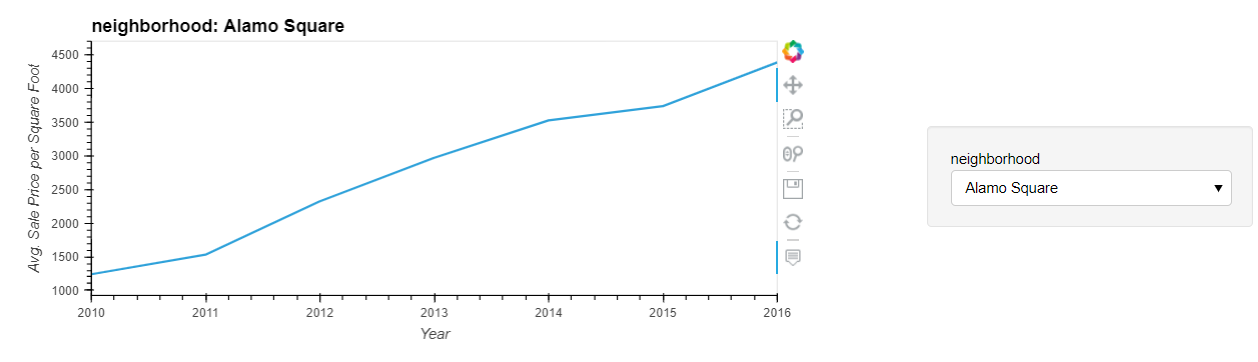 neighborhood: Alamo Square
Avg. Sale Price per Square Foot
4500
4000
3500
3000
2500
2000
1500
1000
2010 2011 2012 2013 2014 2015 2016
Year
neighborhood
Alamo Square